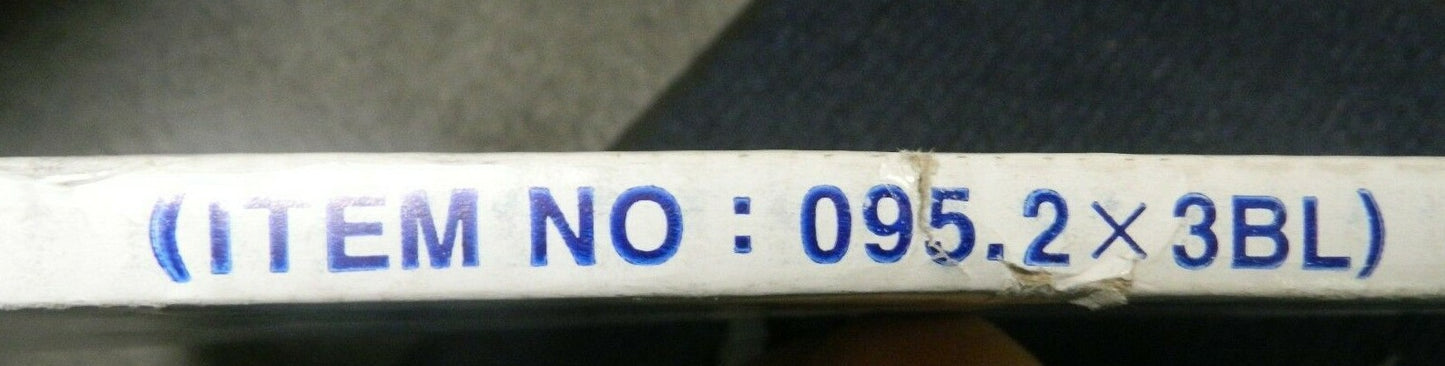 (ITEM NO : 095.2×3BL)